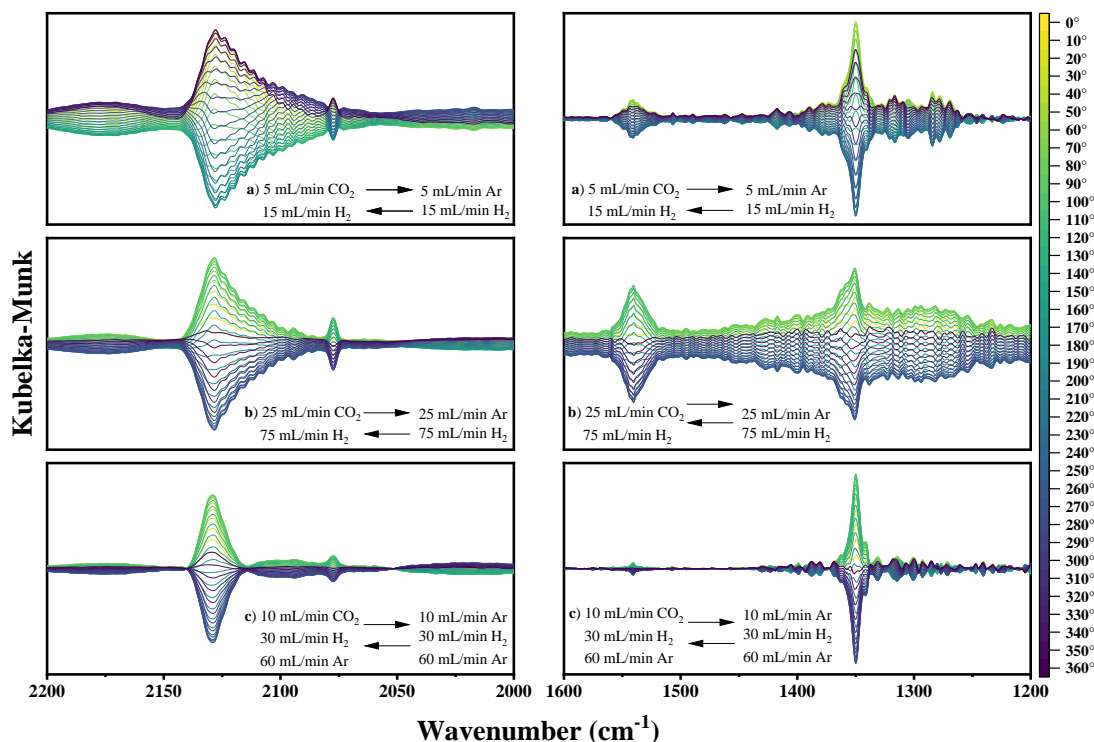 Kubelka-Munk
a) 5 mL/min CO₂ 5 mL/min Ar
15 mL/min H₂ 15 mL/min H₂
b) 25 mL/min CO₂ 25 mL/min Ar
75 mL/min H₂ 75 mL/min H₂
c) 10 mL/min CO₂ 10 mL/min Ar
30 mL/min H₂ 30 mL/min H₂
60 mL/min Ar 60 mL/min Ar
2200 2150 2100 2050 2000
a) 5 mL/min CO₂ 5 mL/min Ar
15 mL/min H₂ 15 mL/min H₂
b) 25 mL/min CO₂ 25 mL/min Ar
75 mL/min H₂ 75 mL/min H₂
c) 10 mL/min CO₂ 10 mL/min Ar
30 mL/min H₂ 30 mL/min H₂
60 mL/min Ar 60 mL/min Ar
1600 1500 1400 1300 1200
Wavenumber (cm⁻¹)
0°
10°
20°
30°
40°
50°
60°
70°
80°
90°
100°
110°
120°
130°
140°
150°
160°
170°
180°
190°
200°
210°
220°
230°
240°
250°
260°
270°
280°
290°
300°
310°
320°
330°
340°
350°
360°